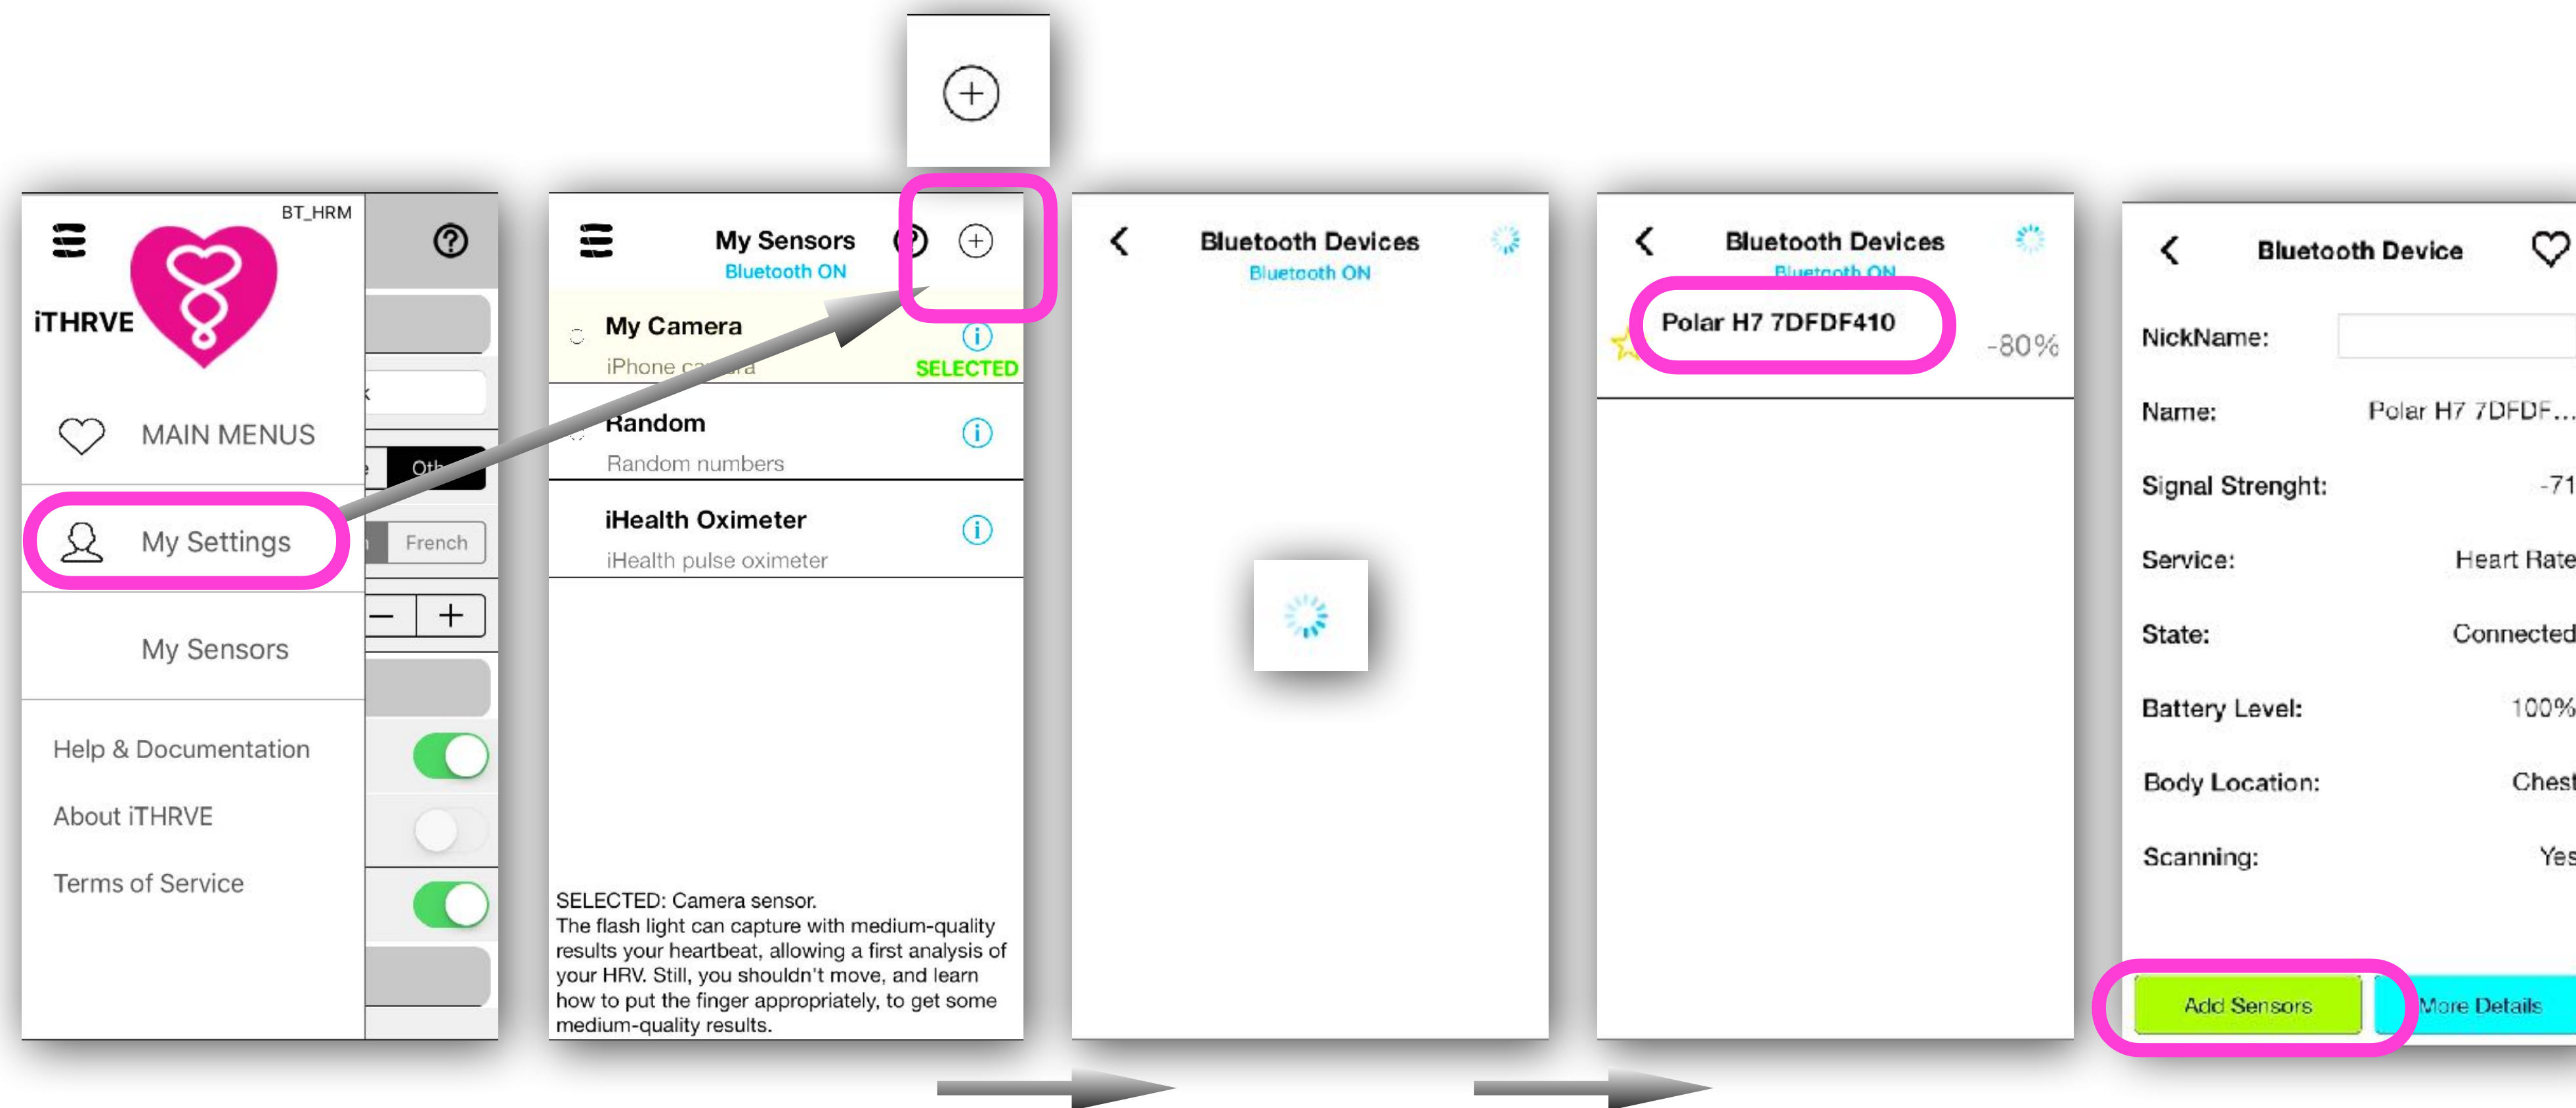 BT_HRM
iTHRVE
MAIN MENUS
My Settings
French
My Sensors
Help & Documentation
About iTHRVE
Terms of Service
My Sensors
Bluetooth ON
My Camera
SELECTED
Random
Random numbers
iHealth Oximeter
iHealth pulse oximeter
SELECTED: Camera sensor.
The flash light can capture with medium-quality
results your heartbeat, allowing a first analysis of
your HRV. Still, you shouldn't move, and learn
how to put the finger appropriately, to get some
medium-quality results.
Bluetooth Devices
Bluetooth ON
Bluetooth Devices
Bluetooth ON
Polar H7 7DFDF410
-80%
Bluetooth Device
NickName:
Name: Polar H7 7DFDF...
Signal Strenght: -71
Service: Heart Rate
State: Connected
Battery Level: 100%
Body Location: Chest
Scanning: Yes
Add Sensors
More Details